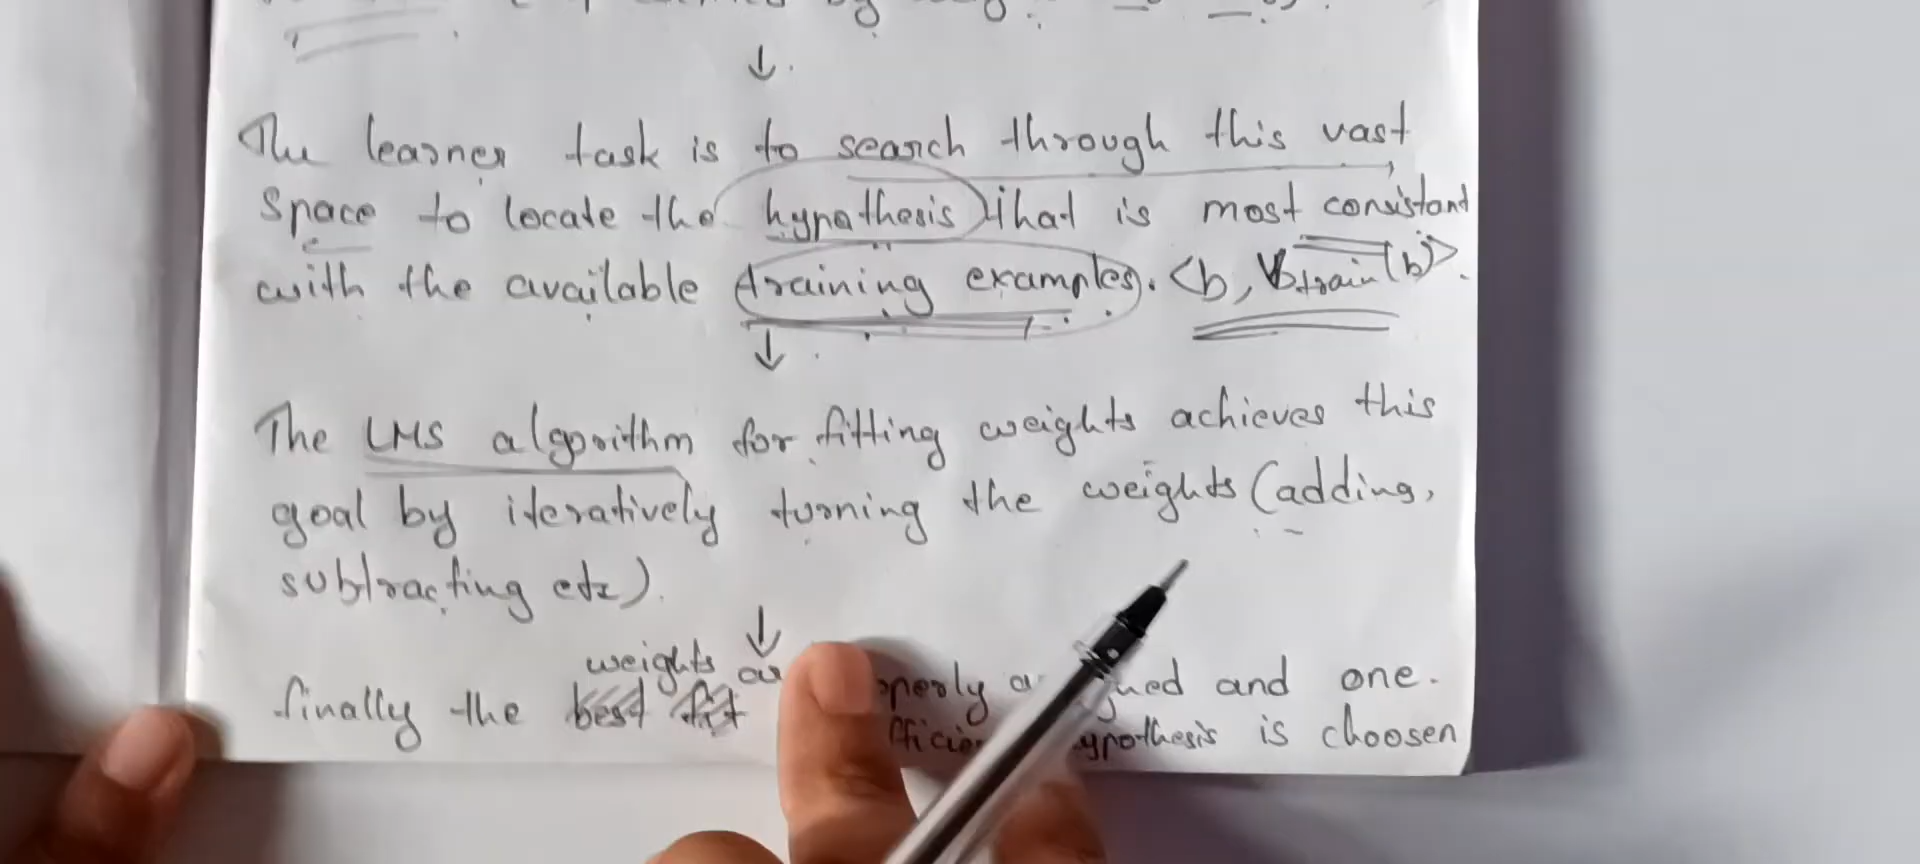 ↓.
The learner task is to search through this vast
space to locate the hypothesis that is most consistant
with the available training examples. <b, Vtrain(b)>.
↓
The LMS algorithm for fitting weights achieves this
goal by iteratively turning the weights (adding,
subtracting etc).
↓
weights
finally the best fit and one.
hypothesis is choosen